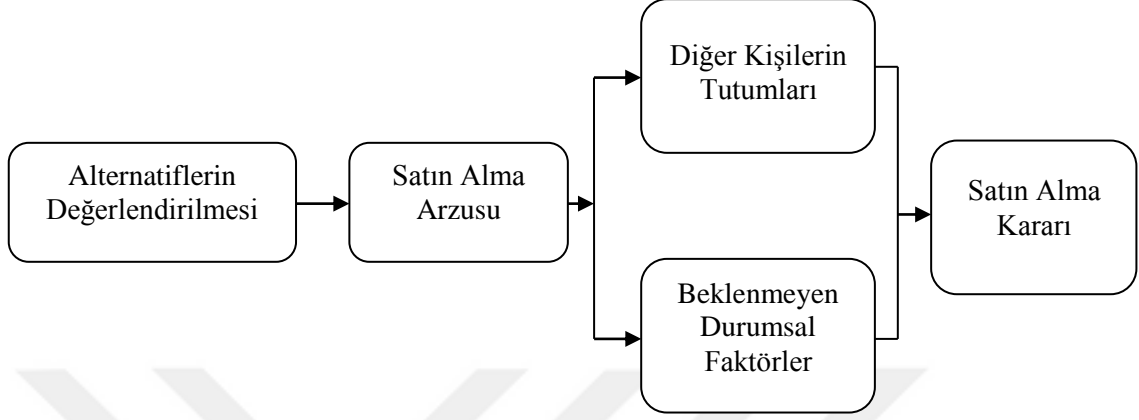 Alternatiflerin
Değerlendirilmesi
Satın Alma
Arzusu
Diğer Kişilerin
Tutumları
Beklenmeyen
Durumsal
Faktörler
Satın Alma
Kararı